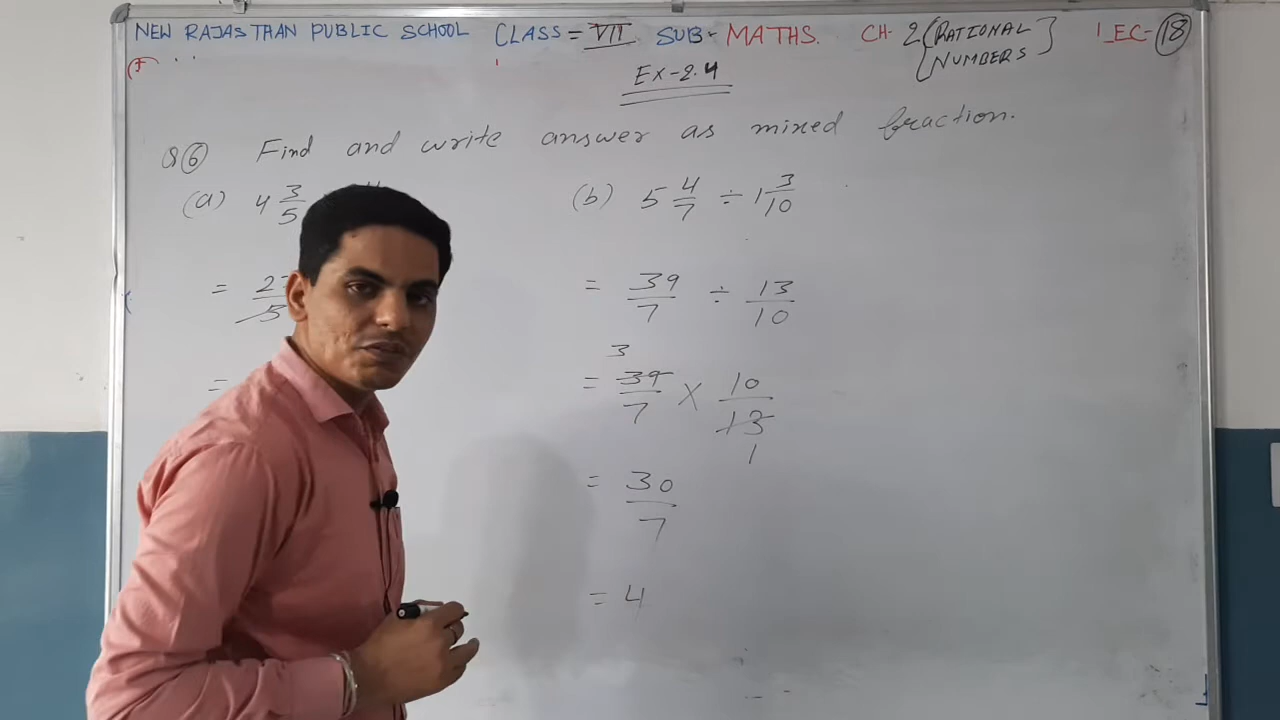 NEW RAJASTHAN PUBLIC SCHOOL CLASS = VII SUB- MATHS. CH- 2 (RATIONAL NUMBERS) LEC- 18
EX-2.4
Q 6 Find and write answer as mixed fraction.
(a) 4 3/5
(b) 5 4/7 ÷ 1 3/10
= 39/7 ÷ 13/10
3
= 39/7 × 10/13
1
= 30/7
= 4